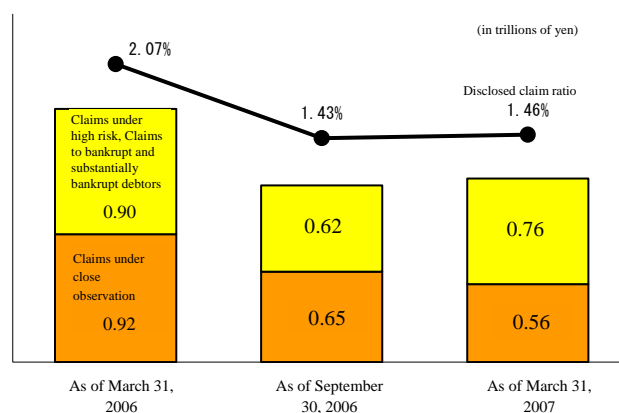 (in trillions of yen)
2.07%
Disclosed claim ratio
1.43%
1.46%
Claims under
high risk, Claims
to bankrupt and
substantially
bankrupt debtors
0.90
0.62
0.76
Claims under
close
observation
0.92
0.65
0.56
As of March 31,
2006
As of September
30, 2006
As of March 31,
2007